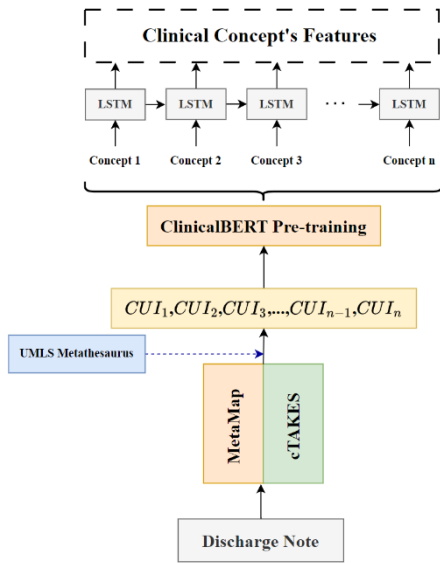 Clinical Concept's Features
LSTM LSTM LSTM ... LSTM
Concept 1 Concept 2 Concept 3 Concept n
ClinicalBERT Pre-training
CUI₁,CUI₂,CUI₃,...,CUIₙ₋₁,CUIₙ
UMLS Metathesaurus
MetaMap
cTAKES
Discharge Note